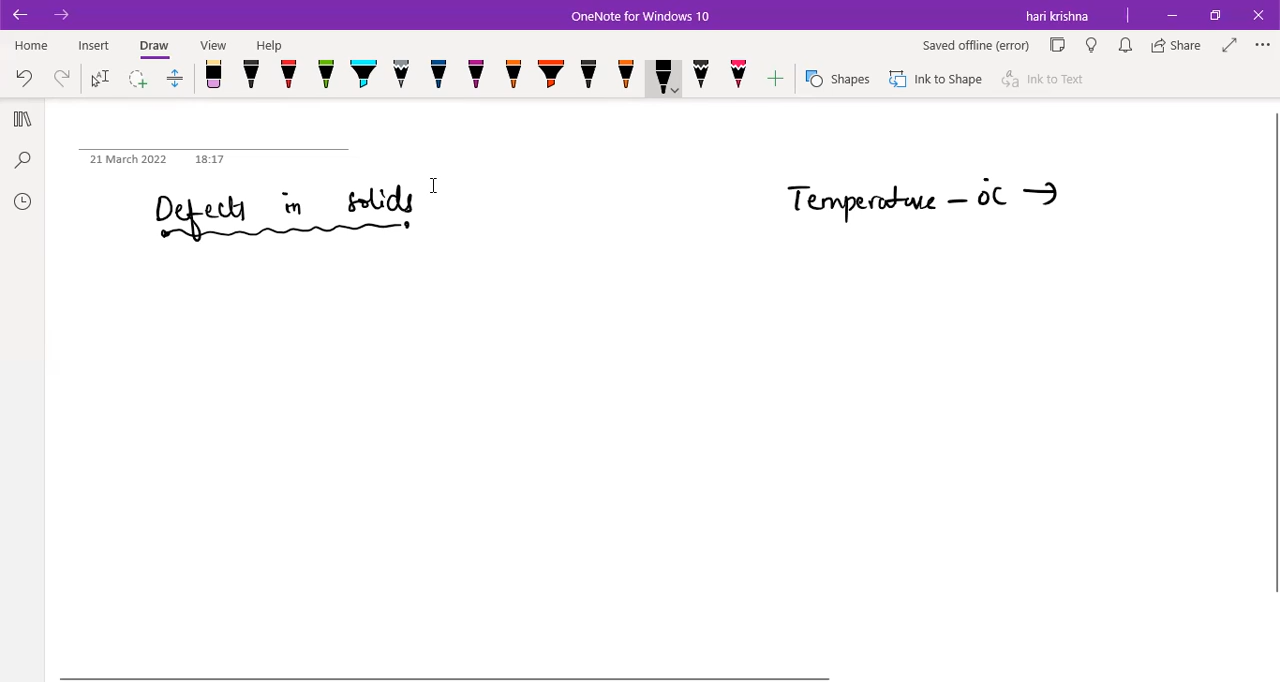 OneNote for Windows 10
hari krishna
Home Insert Draw View Help
Saved offline (error) Share
Shapes Ink to Shape Ink to Text
21 March 2022 18:17
Defects in solids
Temperature – 0°C →